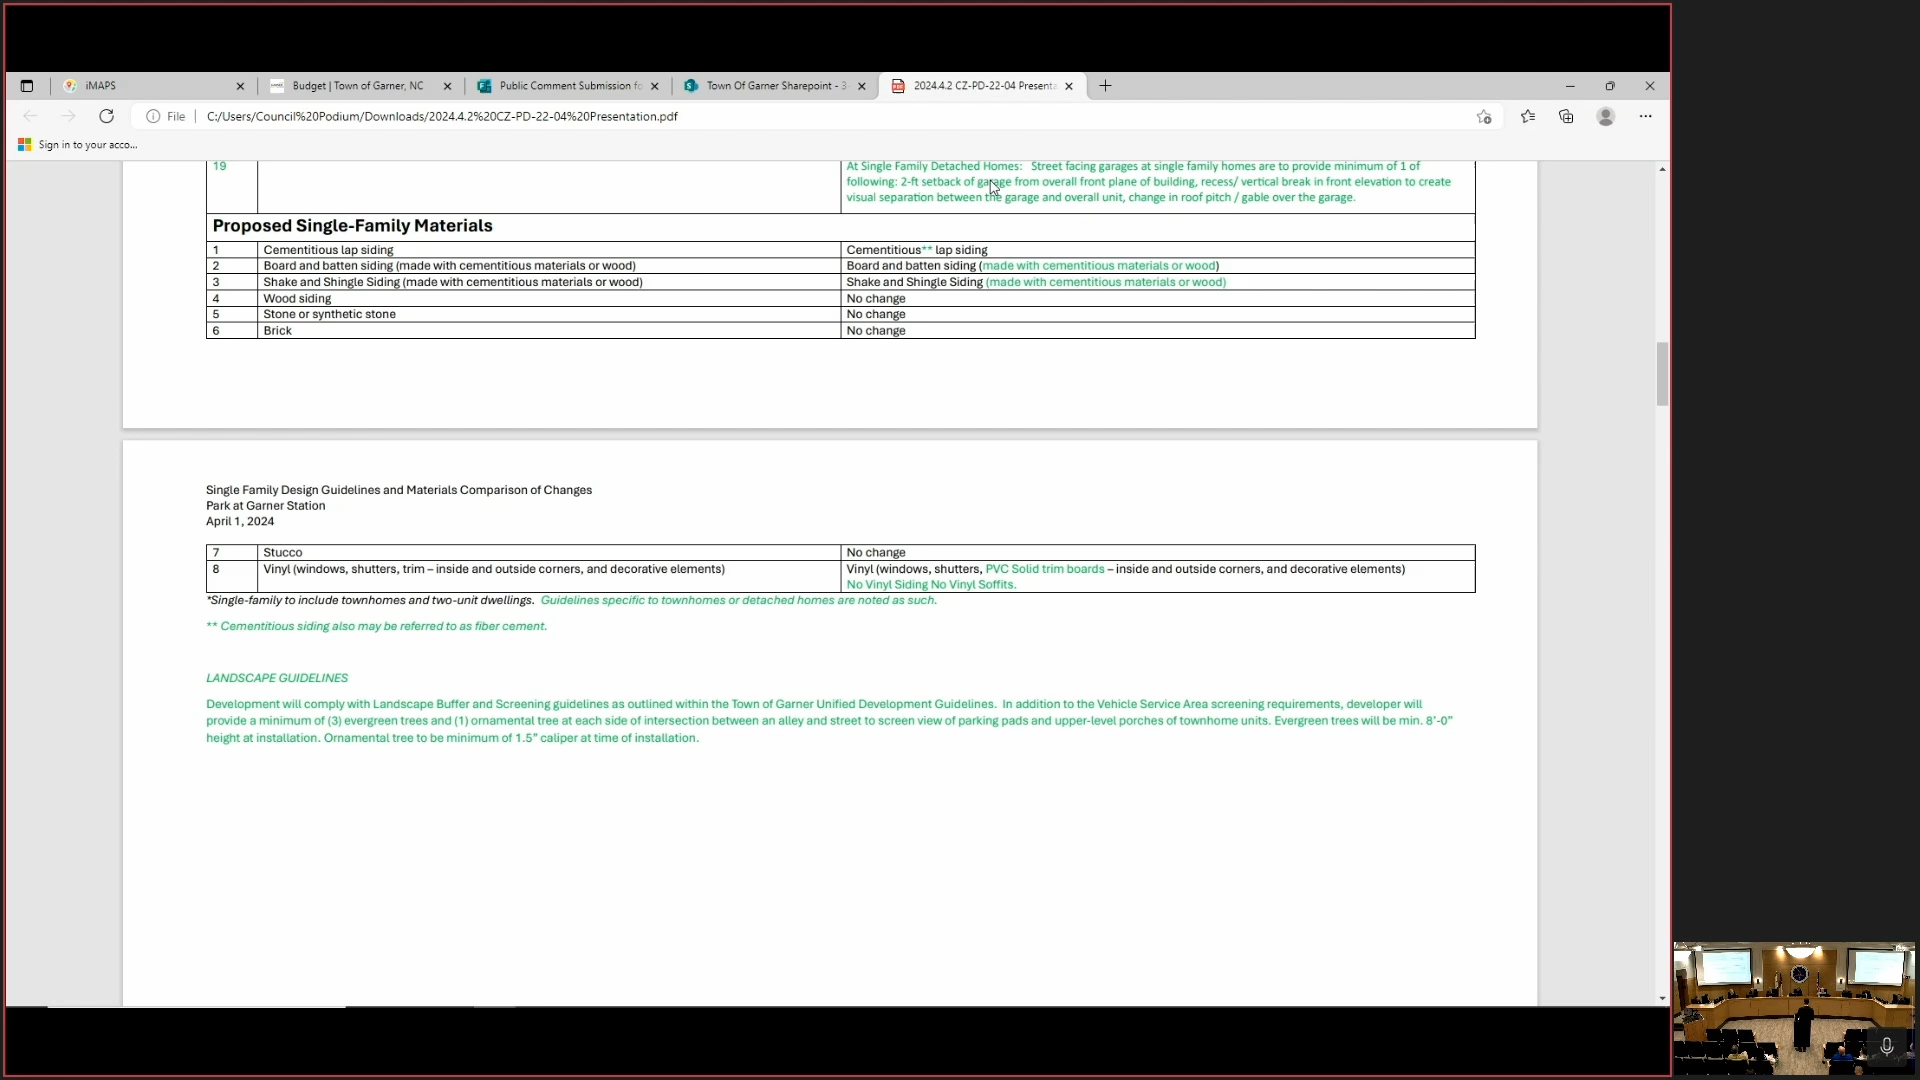 iMAPS
Budget | Town of Garner, NC
Public Comment Submission fo
Town Of Garner Sharepoint - 3-
2024.4.2 CZ-PD-22-04 Presenta
File
C:/Users/Council%20Podium/Downloads/2024.4.2%20CZ-PD-22-04%20Presentation.pdf
Sign in to your acco...
19
At Single Family Detached Homes: Street facing garages at single family homes are to provide minimum of 1 of
following: 2-ft setback of garage from overall front plane of building, recess/ vertical break in front elevation to create
visual separation between the garage and overall unit, change in roof pitch / gable over the garage.
Proposed Single-Family Materials
1 Cementitious lap siding Cementitious** lap siding
2 Board and batten siding (made with cementitious materials or wood) Board and batten siding (made with cementitious materials or wood)
3 Shake and Shingle Siding (made with cementitious materials or wood) Shake and Shingle Siding (made with cementitious materials or wood)
4 Wood siding No change
5 Stone or synthetic stone No change
6 Brick No change
Single Family Design Guidelines and Materials Comparison of Changes
Park at Garner Station
April 1, 2024
7 Stucco No change
8 Vinyl (windows, shutters, trim – inside and outside corners, and decorative elements) Vinyl (windows, shutters, PVC Solid trim boards – inside and outside corners, and decorative elements)
No Vinyl Siding No Vinyl Soffits.
*Single-family to include townhomes and two-unit dwellings. Guidelines specific to townhomes or detached homes are noted as such.
** Cementitious siding also may be referred to as fiber cement.
LANDSCAPE GUIDELINES
Development will comply with Landscape Buffer and Screening guidelines as outlined within the Town of Garner Unified Development Guidelines. In addition to the Vehicle Service Area screening requirements, developer will
provide a minimum of (3) evergreen trees and (1) ornamental tree at each side of intersection between an alley and street to screen view of parking pads and upper-level porches of townhome units. Evergreen trees will be min. 8'-0"
height at installation. Ornamental tree to be minimum of 1.5" caliper at time of installation.